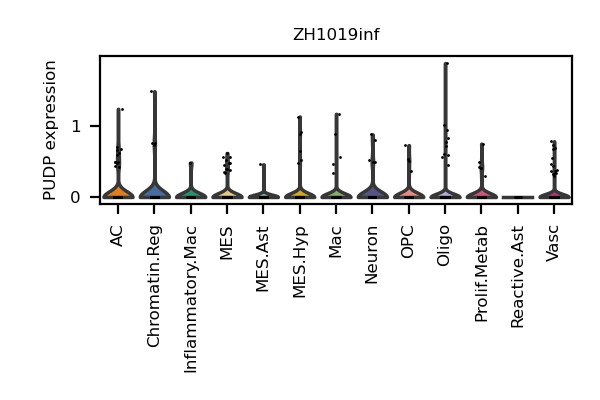 ZH1019inf
PUDP expression
1
0
AC
Chromatin.Reg
Inflammatory.Mac
MES
MES.Ast
MES.Hyp
Mac
Neuron
OPC
Oligo
Prolif.Metab
Reactive.Ast
Vasc